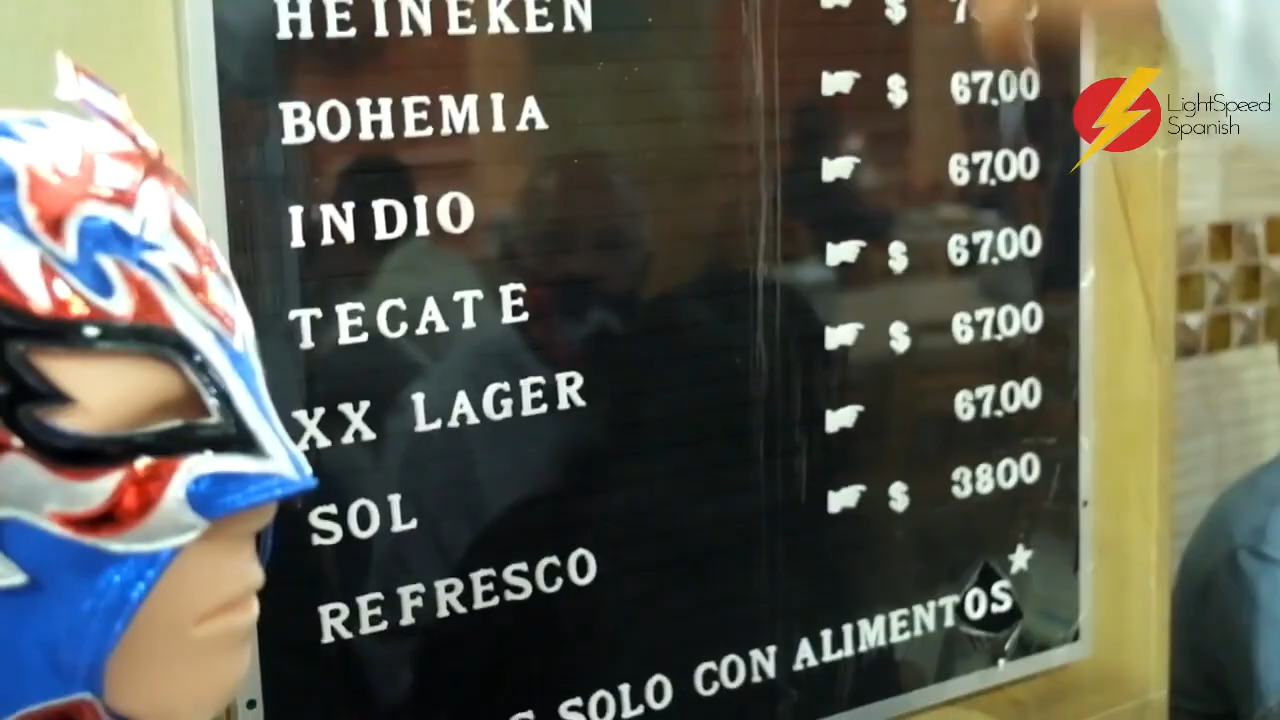 HEINEKEN $
BOHEMIA $ 67.00
INDIO 67.00
TECATE $ 67.00
XX LAGER $ 67.00
SOL 67.00
REFRESCO $ 3800
SOLO CON ALIMENTOS
LightSpeed
Spanish